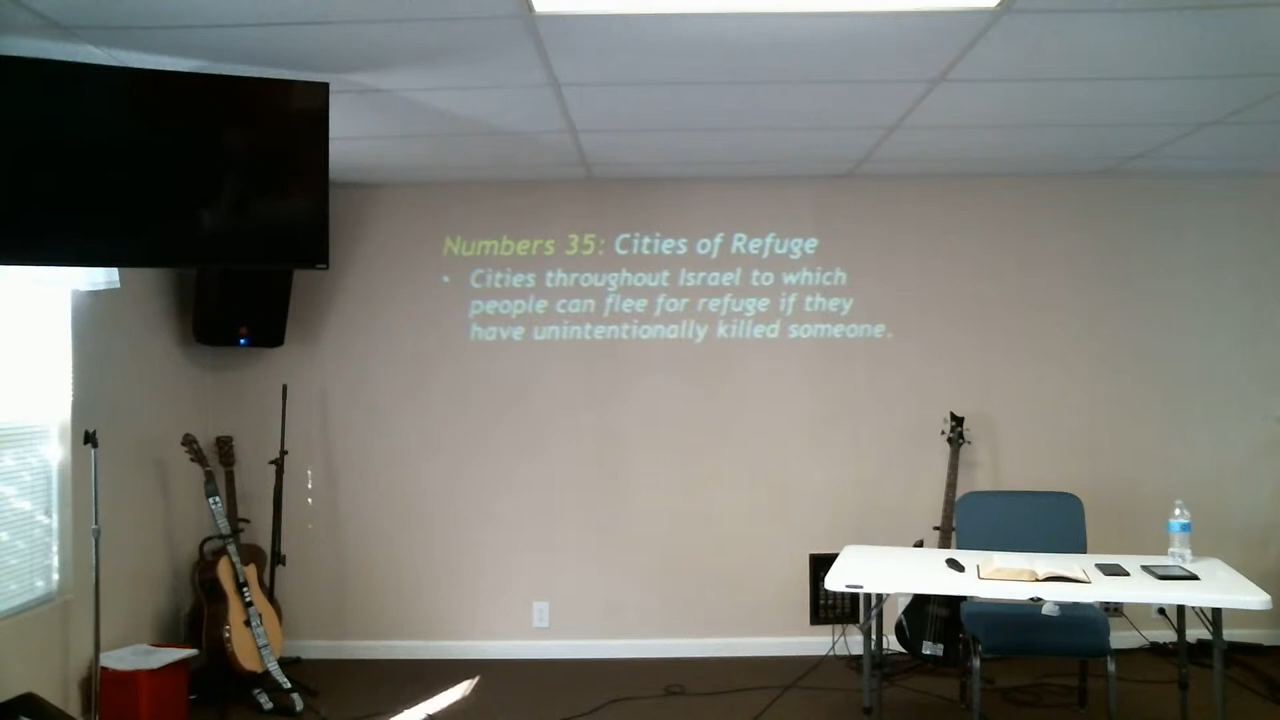 Numbers 35: Cities of Refuge
• Cities throughout Israel to which
people can flee for refuge if they
have unintentionally killed someone.